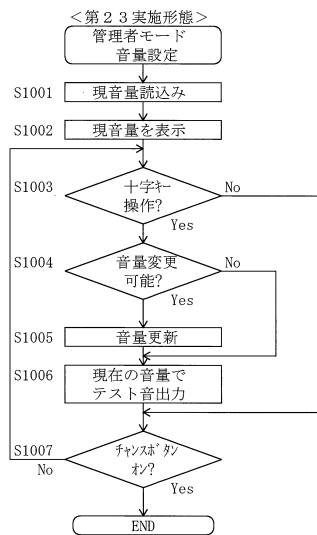 <第23実施形態>
管理者モード
音量設定
S1001
現音量読込み
S1002
現音量を表示
S1003
十字キー
操作?
No
Yes
S1004
音量変更
可能?
No
Yes
S1005
音量更新
S1006
現在の音量で
テスト音出力
S1007
チャンスボタン
オン?
No
Yes
END